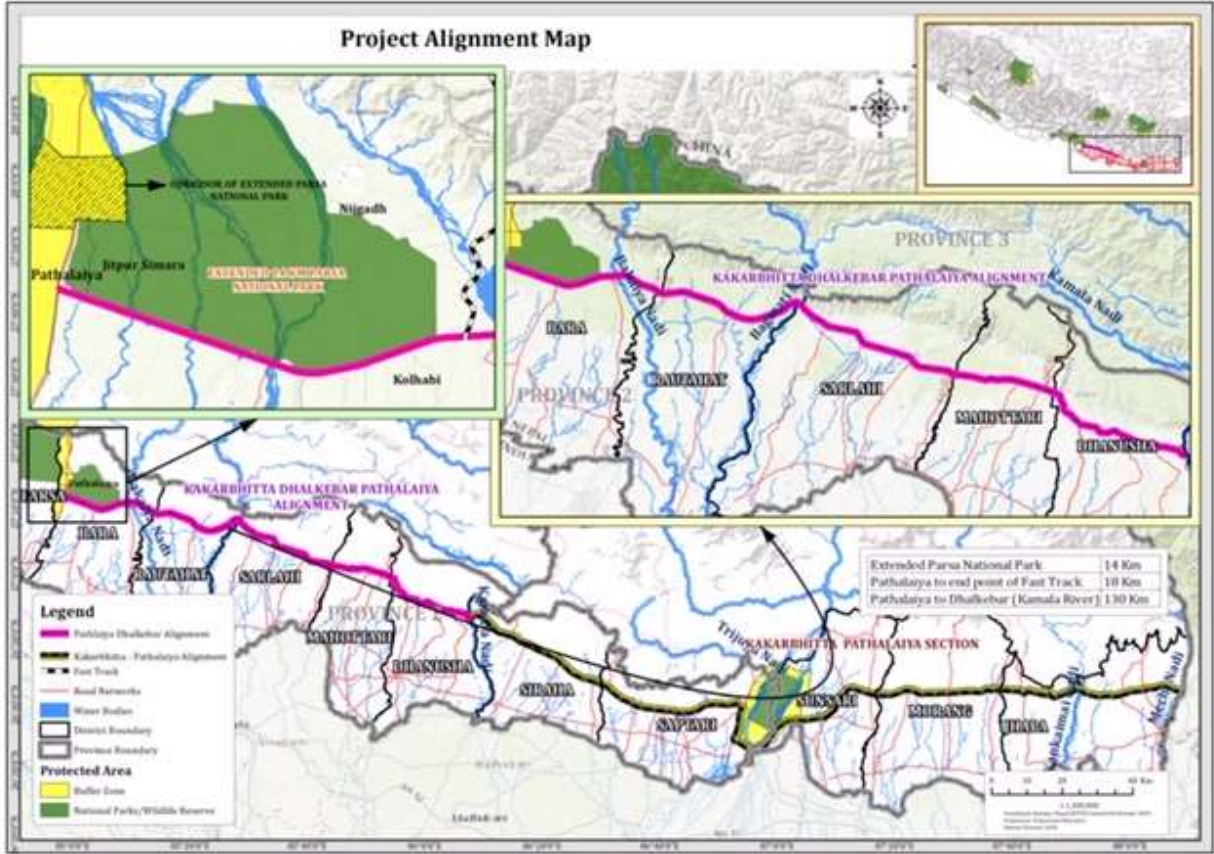 Project Alignment Map
CHINA
CORRIDOR OF EXTENDED PARSA
NATIONAL PARK
Nijgadh
Pathalaiya
Jitpur Simara
NATIONAL PARK
Kolhabi
PROVINCE 3
KAKARBHITTA DHALKEBAR PATHALAIYA ALIGNMENT
Kamala Nadi
BARA
RAUTAHAT
SARLAHI
PROVINCE 2
MAHOTTARI
DHANUSHA
KAKARBHITTA DHALKEBAR PATHALAIYA
ALIGNMENT
BARA
RAUTAHAT
SARLAHI
PROVINCE 2
MAHOTTARI
DHANUSHA
SIRAHA
SAPTARI
KAKARBHITTA PATHALAIYA SECTION
SUNSARI
MORANG
JHAPA
Mechi Nadi
Extended Parsa National Park 14 Km
Pathalaiya to end point of Fast Track 18 Km
Pathalaiya to Dhalkebar (Kamala River) 130 Km
Legend
Pathlaiya Dhalkebar Alignment
Kakarbhitta - Pathalaiya Alignment
Fast Track
Road Networks
Water Bodies
District Boundary
Province Boundary
Protected Area
Buffer Zone
National Parks/Wildlife Reserve
0 10 20 40 Km